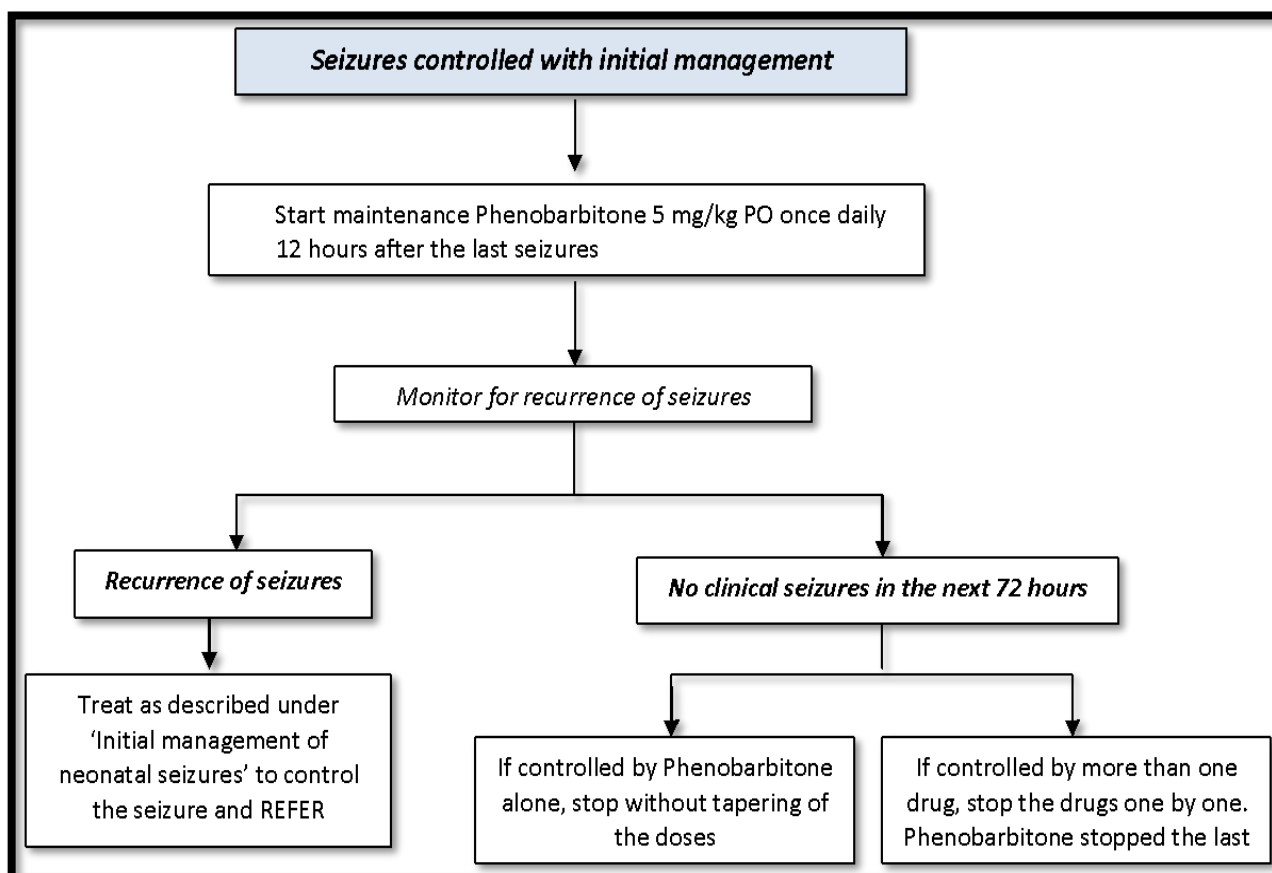 Seizures controlled with initial management
Start maintenance Phenobarbitone 5 mg/kg PO once daily
12 hours after the last seizures
Monitor for recurrence of seizures
Recurrence of seizures
No clinical seizures in the next 72 hours
Treat as described under
‘Initial management of
neonatal seizures’ to control
the seizure and REFER
If controlled by Phenobarbitone
alone, stop without tapering of
the doses
If controlled by more than one
drug, stop the drugs one by one.
Phenobarbitone stopped the last